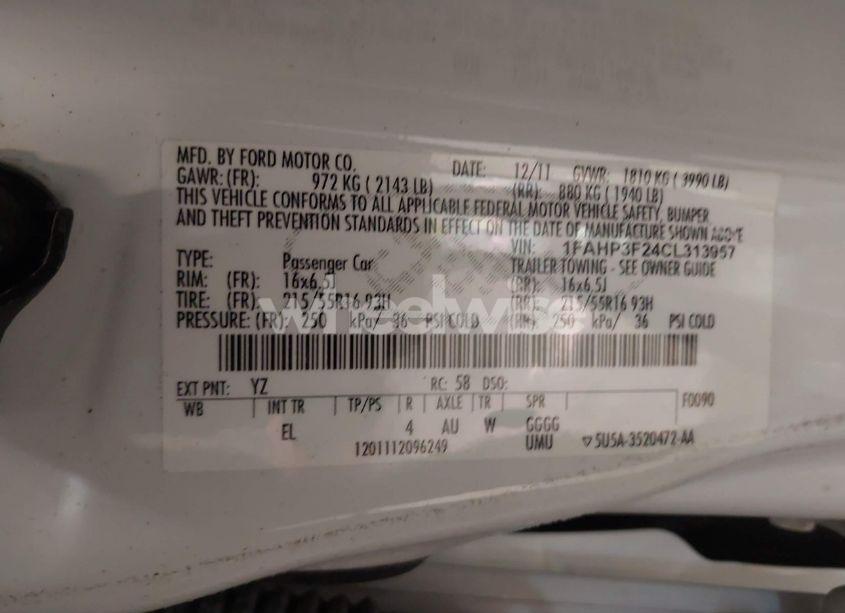 MFD. BY FORD MOTOR CO. DATE: 12/11 GVWR: 1810 KG ( 3990 LB)
GAWR: (FR): 972 KG ( 2143 LB) (RR): 880 KG ( 1940 LB)
THIS VEHICLE CONFORMS TO ALL APPLICABLE FEDERAL MOTOR VEHICLE SAFETY, BUMPER
AND THEFT PREVENTION STANDARDS IN EFFECT ON THE DATE OF MANUFACTURE SHOWN ABOVE
VIN: 1FAHP3F24CL313957
TYPE: Passenger Car TRAILER TOWING - SEE OWNER GUIDE
RIM: (FR): 16x6.5J (RR): 16x6.5J
TIRE: (FR): 215/55R16 93H (RR): 215/55R16 93H
PRESSURE: (FR): 250 kPa/ 36 PSI COLD (RR): 250 kPa/ 36 PSI COLD
wheelwise
EXT PNT: YZ RC: 58 DSO: F0090
WB INT TR TP/PS R AXLE TR SPR
EL 4 AU W GGGG
1201112096249 UMU 5U5A-3520472-AA